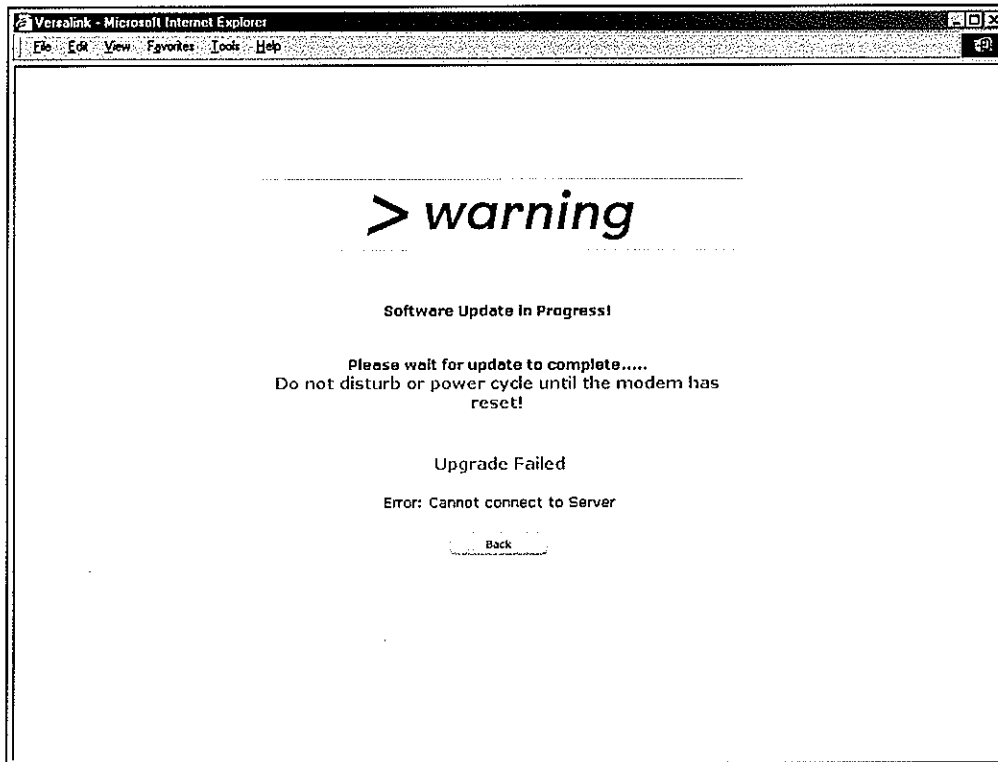 Versalink - Microsoft Internet Explorer
File Edit View Favorites Tools Help
> warning
Software Update in Progress!
Please wait for update to complete.....
Do not disturb or power cycle until the modem has
reset!
Upgrade Failed
Error: Cannot connect to Server
Back